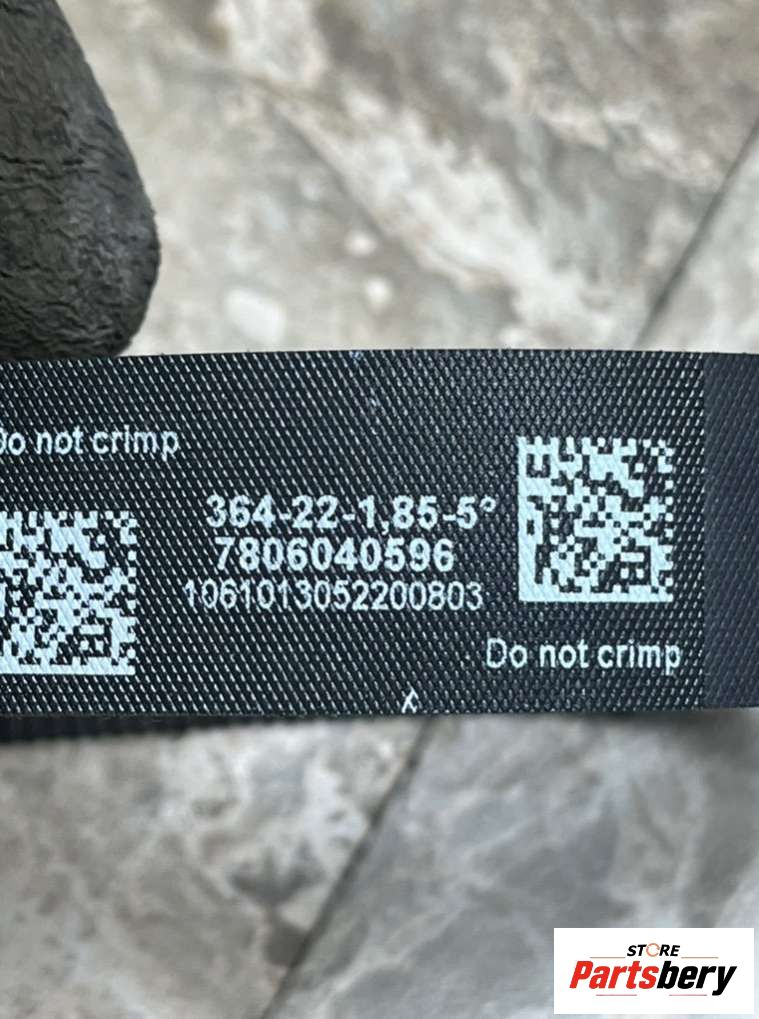 Do not crimp
364-22-1,85-5°
7806040596
1061013052200803
Do not crimp
STORE
Partsbery